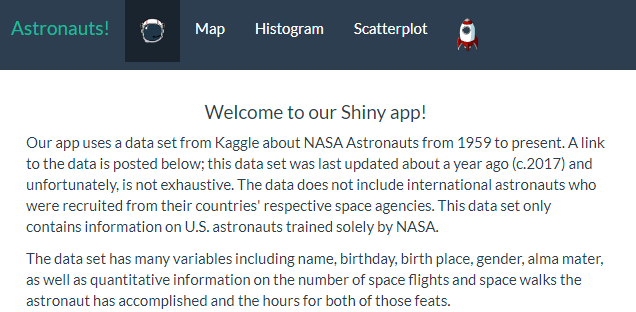 Astronauts! Map Histogram Scatterplot
Welcome to our Shiny app!
Our app uses a data set from Kaggle about NASA Astronauts from 1959 to present. A link
to the data is posted below; this data set was last updated about a year ago (c.2017) and
unfortunately, is not exhaustive. The data does not include international astronauts who
were recruited from their countries' respective space agencies. This data set only
contains information on U.S. astronauts trained solely by NASA.
The data set has many variables including name, birthday, birth place, gender, alma mater,
as well as quantitative information on the number of space flights and space walks the
astronaut has accomplished and the hours for both of those feats.